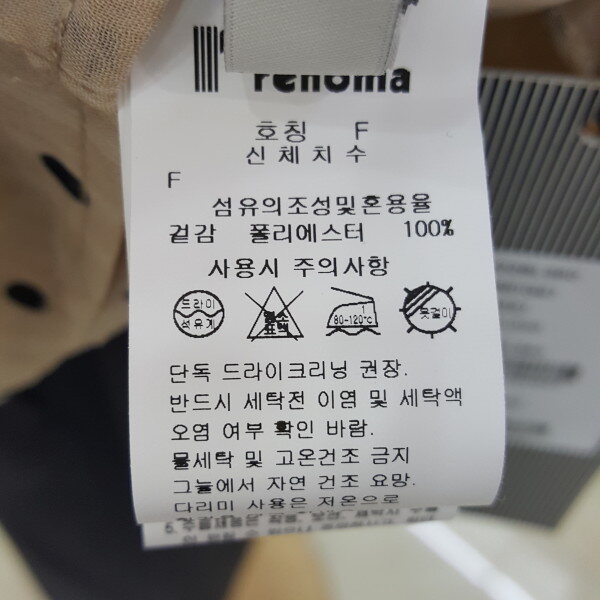 renoma
호칭 F
신체치수
F
섬유의조성및혼용율
겉감 폴리에스터 100%
사용시 주의사항
드라이
석유계
염소
표백
80-120℃
옷걸이
단독 드라이크리닝 권장.
반드시 세탁전 이염 및 세탁액
오염 여부 확인 바람.
물세탁 및 고온건조 금지
그늘에서 자연 건조 요망.
다리미 사용은 저온으로